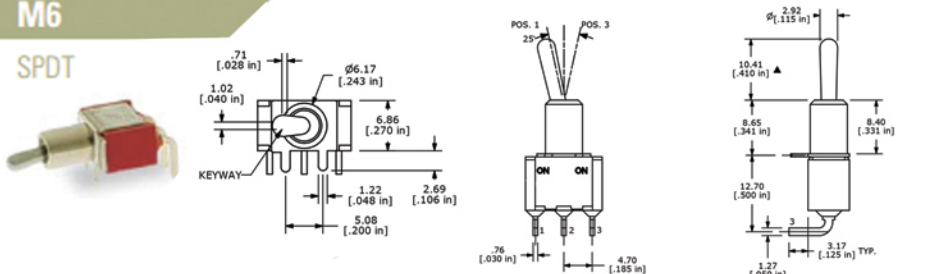 M6
SPDT
.71
[.028 in]
1.02
[.040 in]
KEYWAY
Ø6.17
[.243 in]
6.86
[.270 in]
1.22
[.048 in]
2.69
[.106 in]
5.08
[.200 in]
POS. 1
POS. 3
25°
ON
ON
1
2
3
.76
[.030 in]
4.70
[.185 in]
Ø2.92
[.115 in]
10.41
[.410 in] ▲
8.65
[.341 in]
8.40
[.331 in]
12.70
[.500 in]
3
3.17
[.125 in] TYP.
1.27
[.050 in]